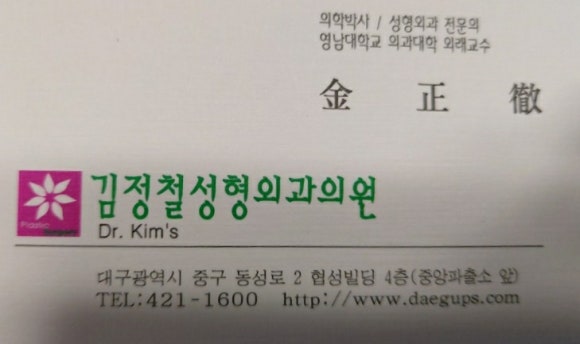 의학박사 / 성형외과 전문의
영남대학교 외과대학 외래교수
金 正 徹
김정철성형외과의원
Plastic
Surgery
Dr. Kim's
대구광역시 중구 동성로 2 협성빌딩 4층(중앙파출소 앞)
TEL:421-1600 http://www.daegups.com